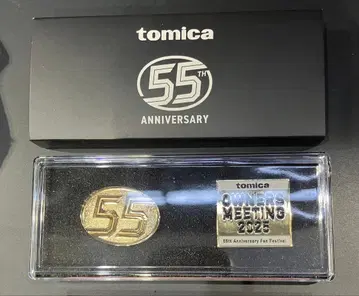 tomica
55TH
ANNIVERSARY
55
tomica
OWNERS
MEETING
2025
55th Anniversary Fan Festival